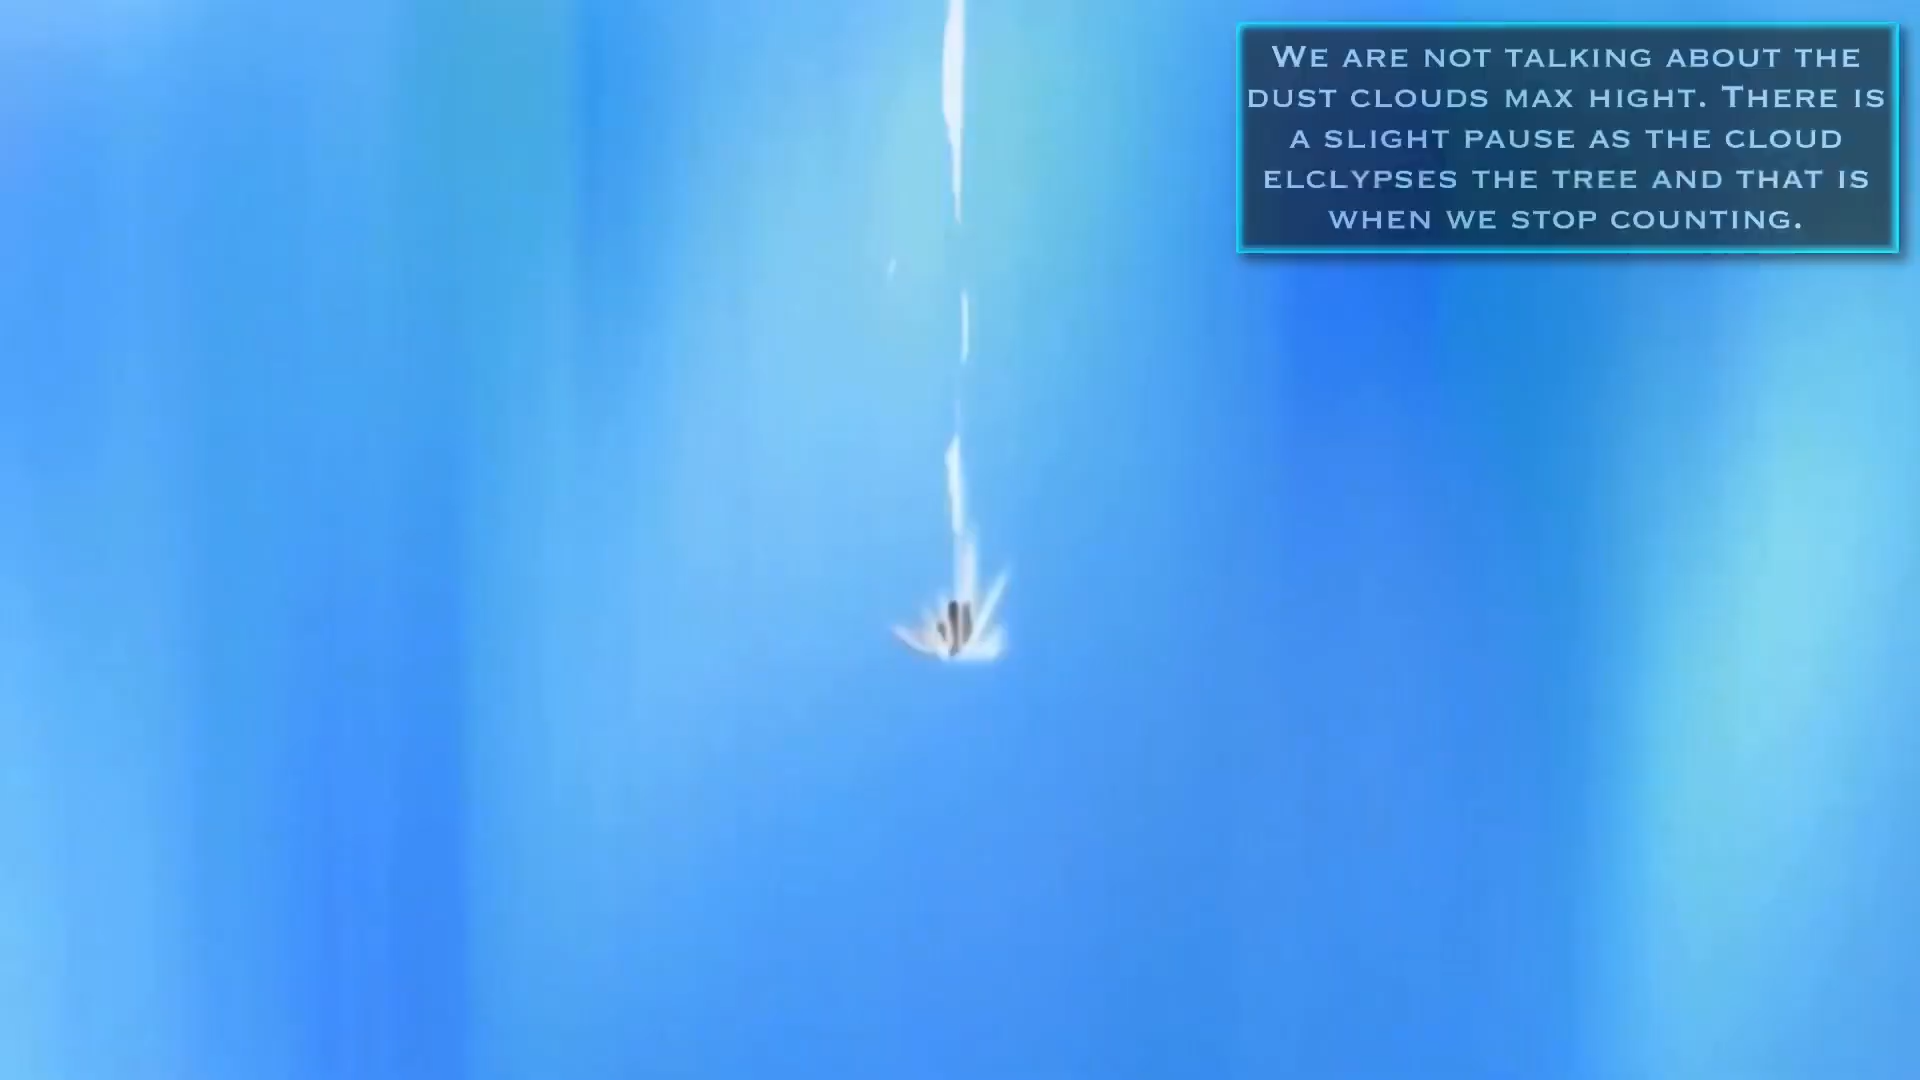 We are not talking about the
dust clouds max hight. There is
a slight pause as the cloud
elclypses the tree and that is
when we stop counting.